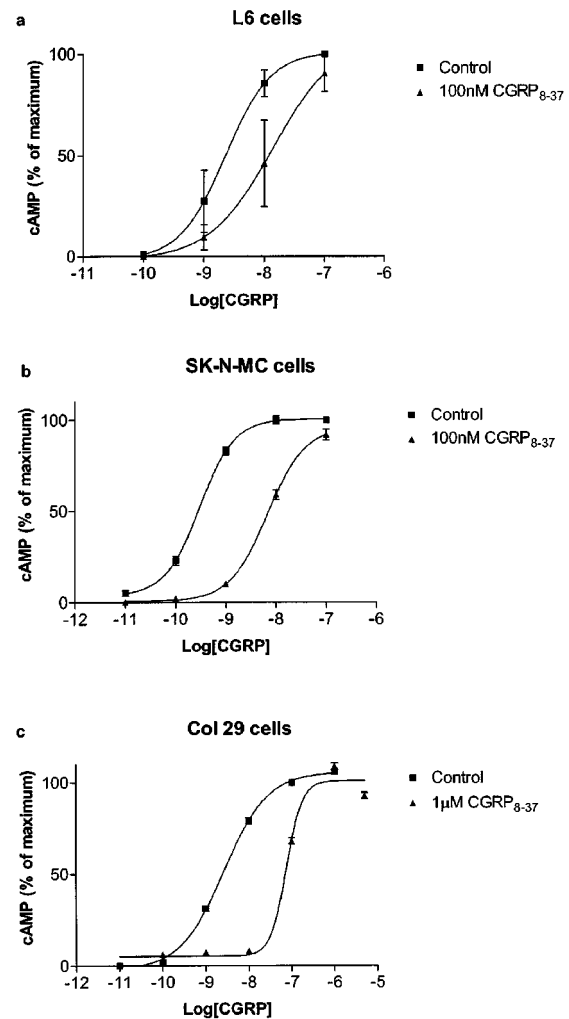 a
L6 cells
cAMP (% of maximum)
100
50
0
-11 -10 -9 -8 -7 -6
Log[CGRP]
Control
100nM CGRP8-37
b
SK-N-MC cells
cAMP (% of maximum)
100
50
0
-12 -11 -10 -9 -8 -7 -6
Log[CGRP]
Control
100nM CGRP8-37
c
Col 29 cells
cAMP (% of maximum)
100
50
0
-12 -11 -10 -9 -8 -7 -6 -5
Log[CGRP]
Control
1µM CGRP8-37